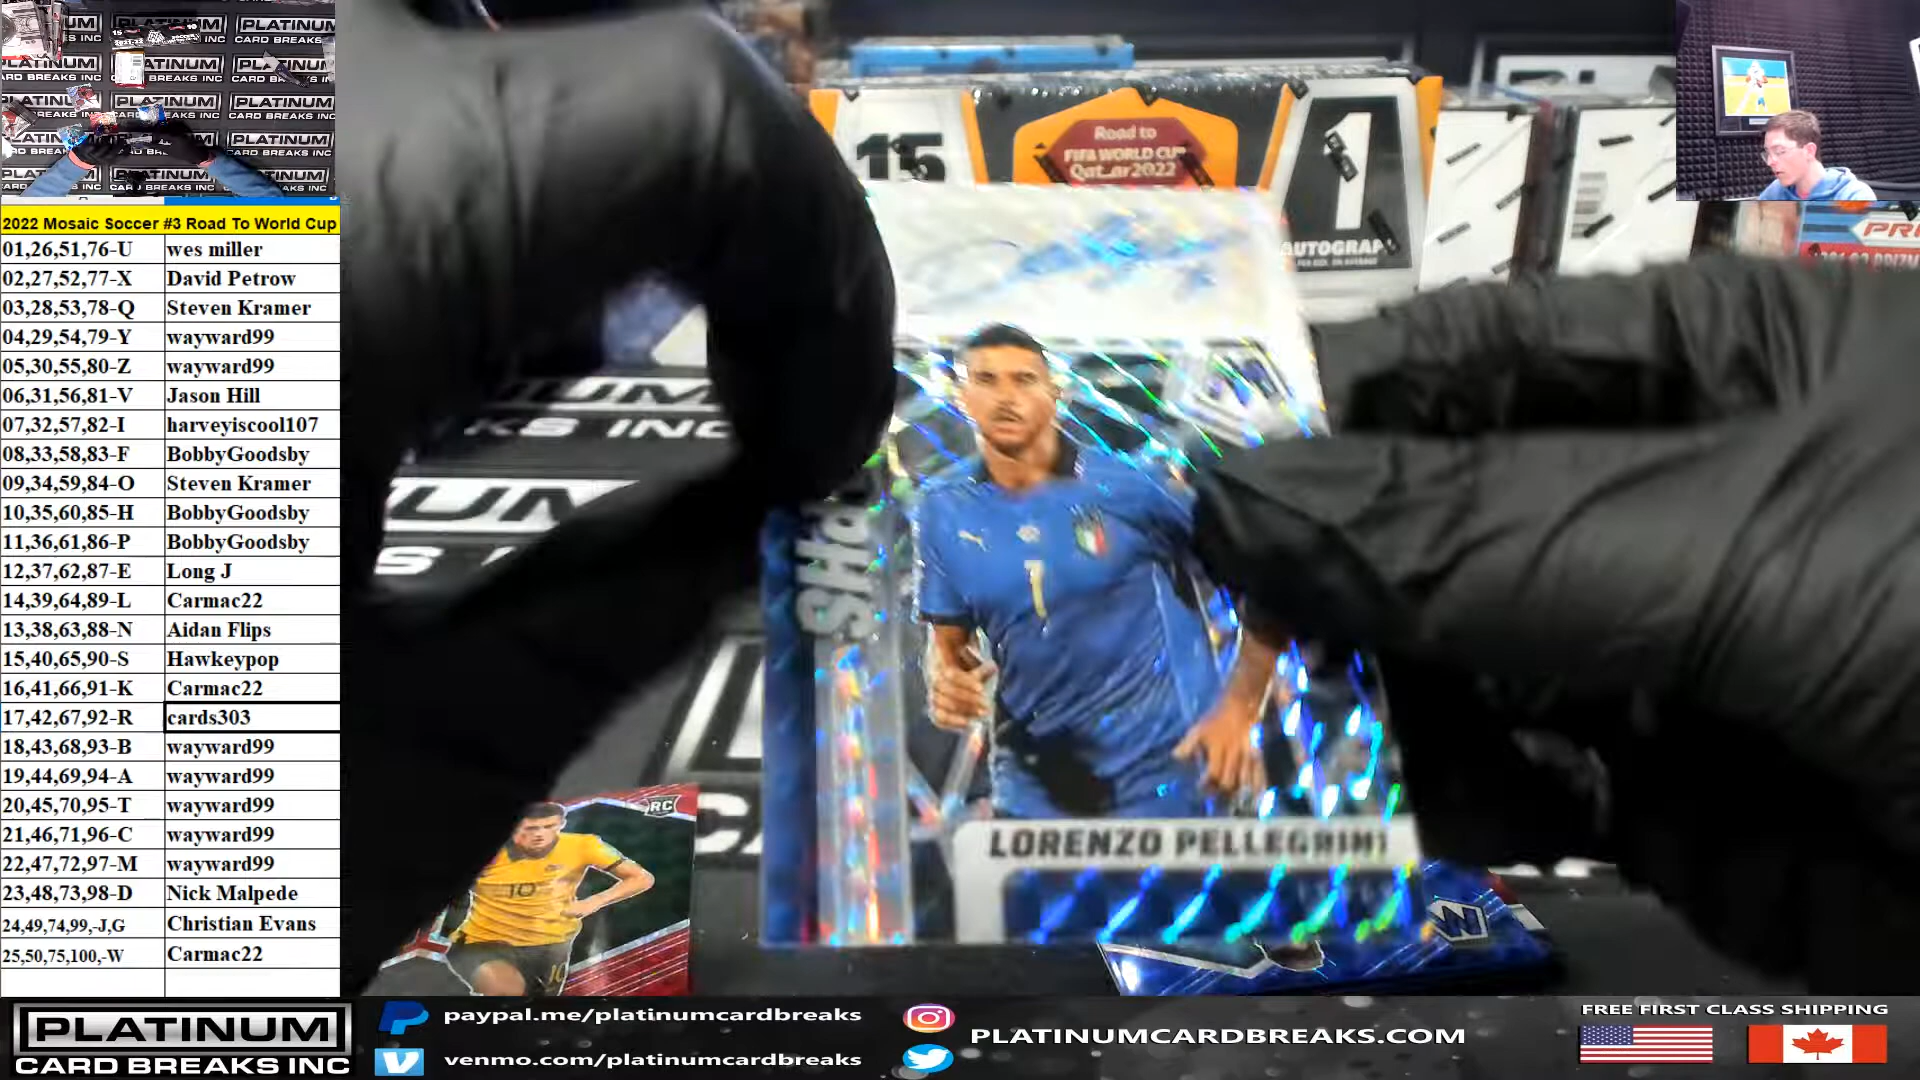 2022 Mosaic Soccer #3 Road To World Cup
01,26,51,76-U wes miller
02,27,52,77-X David Petrow
03,28,53,78-Q Steven Kramer
04,29,54,79-Y wayward99
05,30,55,80-Z wayward99
06,31,56,81-V Jason Hill
07,32,57,82-I harveyiscool107
08,33,58,83-F BobbyGoodsby
09,34,59,84-O Steven Kramer
10,35,60,85-H BobbyGoodsby
11,36,61,86-P BobbyGoodsby
12,37,62,87-E Long J
14,39,64,89-L Carmac22
13,38,63,88-N Aidan Flips
15,40,65,90-S Hawkeypop
16,41,66,91-K Carmac22
17,42,67,92-R cards303
18,43,68,93-B wayward99
19,44,69,94-A wayward99
20,45,70,95-T wayward99
21,46,71,96-C wayward99
22,47,72,97-M wayward99
23,48,73,98-D Nick Malpede
24,49,74,99,-J,G Christian Evans
25,50,75,100,-W Carmac22
15
Road to
FIFA WORLD CUP
Qatar2022
1
AUTOGRAPH
LORENZO PELLEGRINI
RC
PLATINUM
CARD BREAKS INC
paypal.me/platinumcardbreaks
venmo.com/platinumcardbreaks
PLATINUMCARDBREAKS.COM
FREE FIRST CLASS SHIPPING